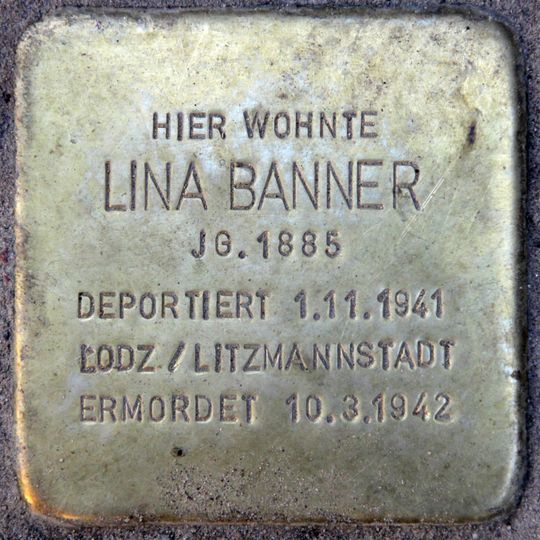 HIER WOHNTE
LINA BANNER
JG. 1885
DEPORTIERT 1.11.1941
ŁODZ / LITZMANNSTADT
ERMORDET 10.3.1942